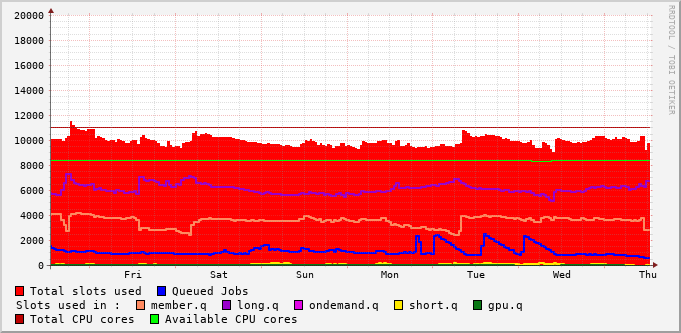 RRDTOOL / TOBI OETIKER
20000
18000
16000
14000
12000
10000
8000
6000
4000
2000
0
Fri Sat Sun Mon Tue Wed Thu
Total slots used Queued Jobs
Slots used in : member.q long.q ondemand.q short.q gpu.q
Total CPU cores Available CPU cores